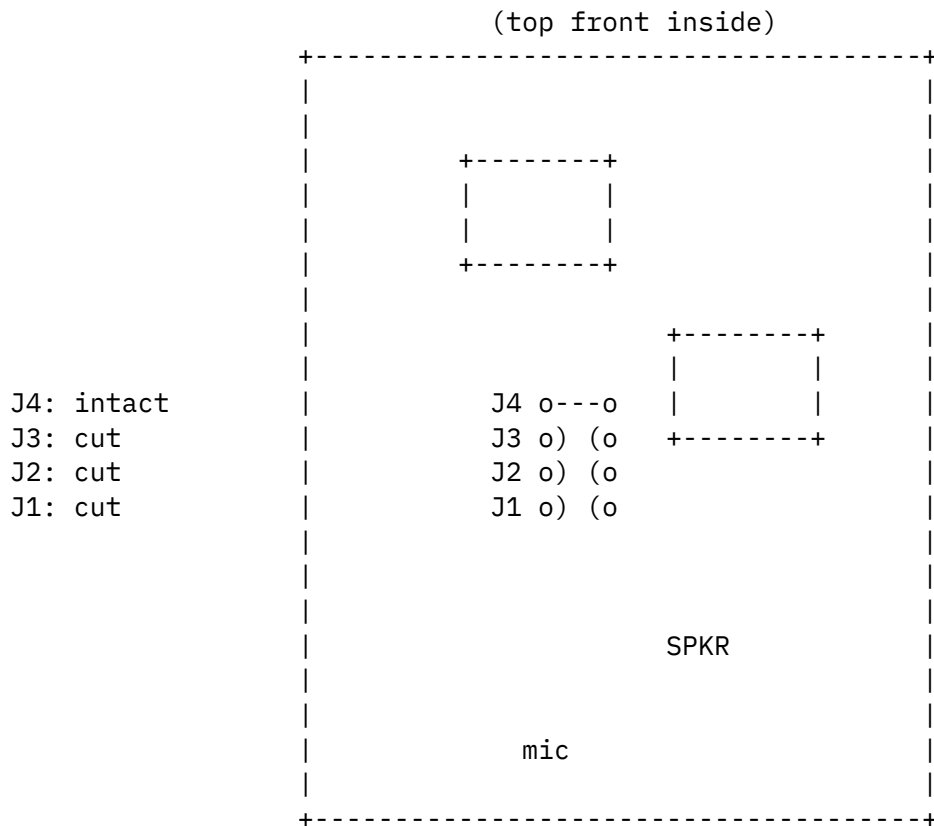 (top front inside)
J4: intact J4 o---o
J3: cut J3 o) (o
J2: cut J2 o) (o
J1: cut J1 o) (o
SPKR
mic